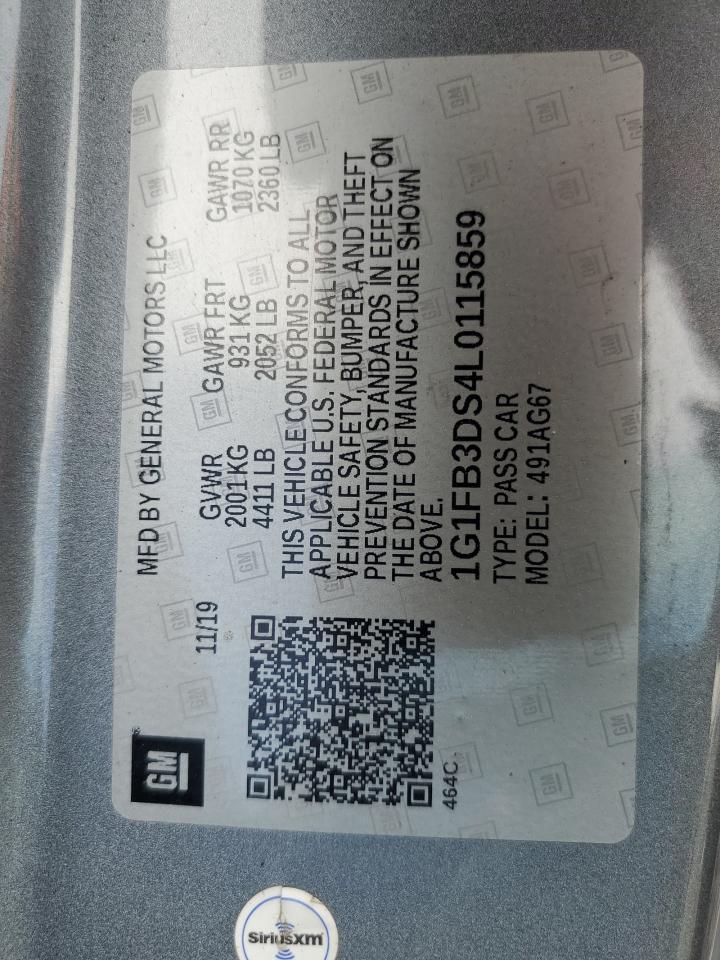 GM
11/19
MFD BY GENERAL MOTORS LLC
GVWR GAWR FRT GAWR RR
2001 KG 931 KG 1070 KG
4411 LB 2052 LB 2360 LB
THIS VEHICLE CONFORMS TO ALL
APPLICABLE U.S. FEDERAL MOTOR
VEHICLE SAFETY, BUMPER, AND THEFT
PREVENTION STANDARDS IN EFFECT ON
THE DATE OF MANUFACTURE SHOWN
ABOVE.
1G1FB3DS4L0115859
TYPE: PASS CAR
MODEL: 491AG67
464C
SiriusXM